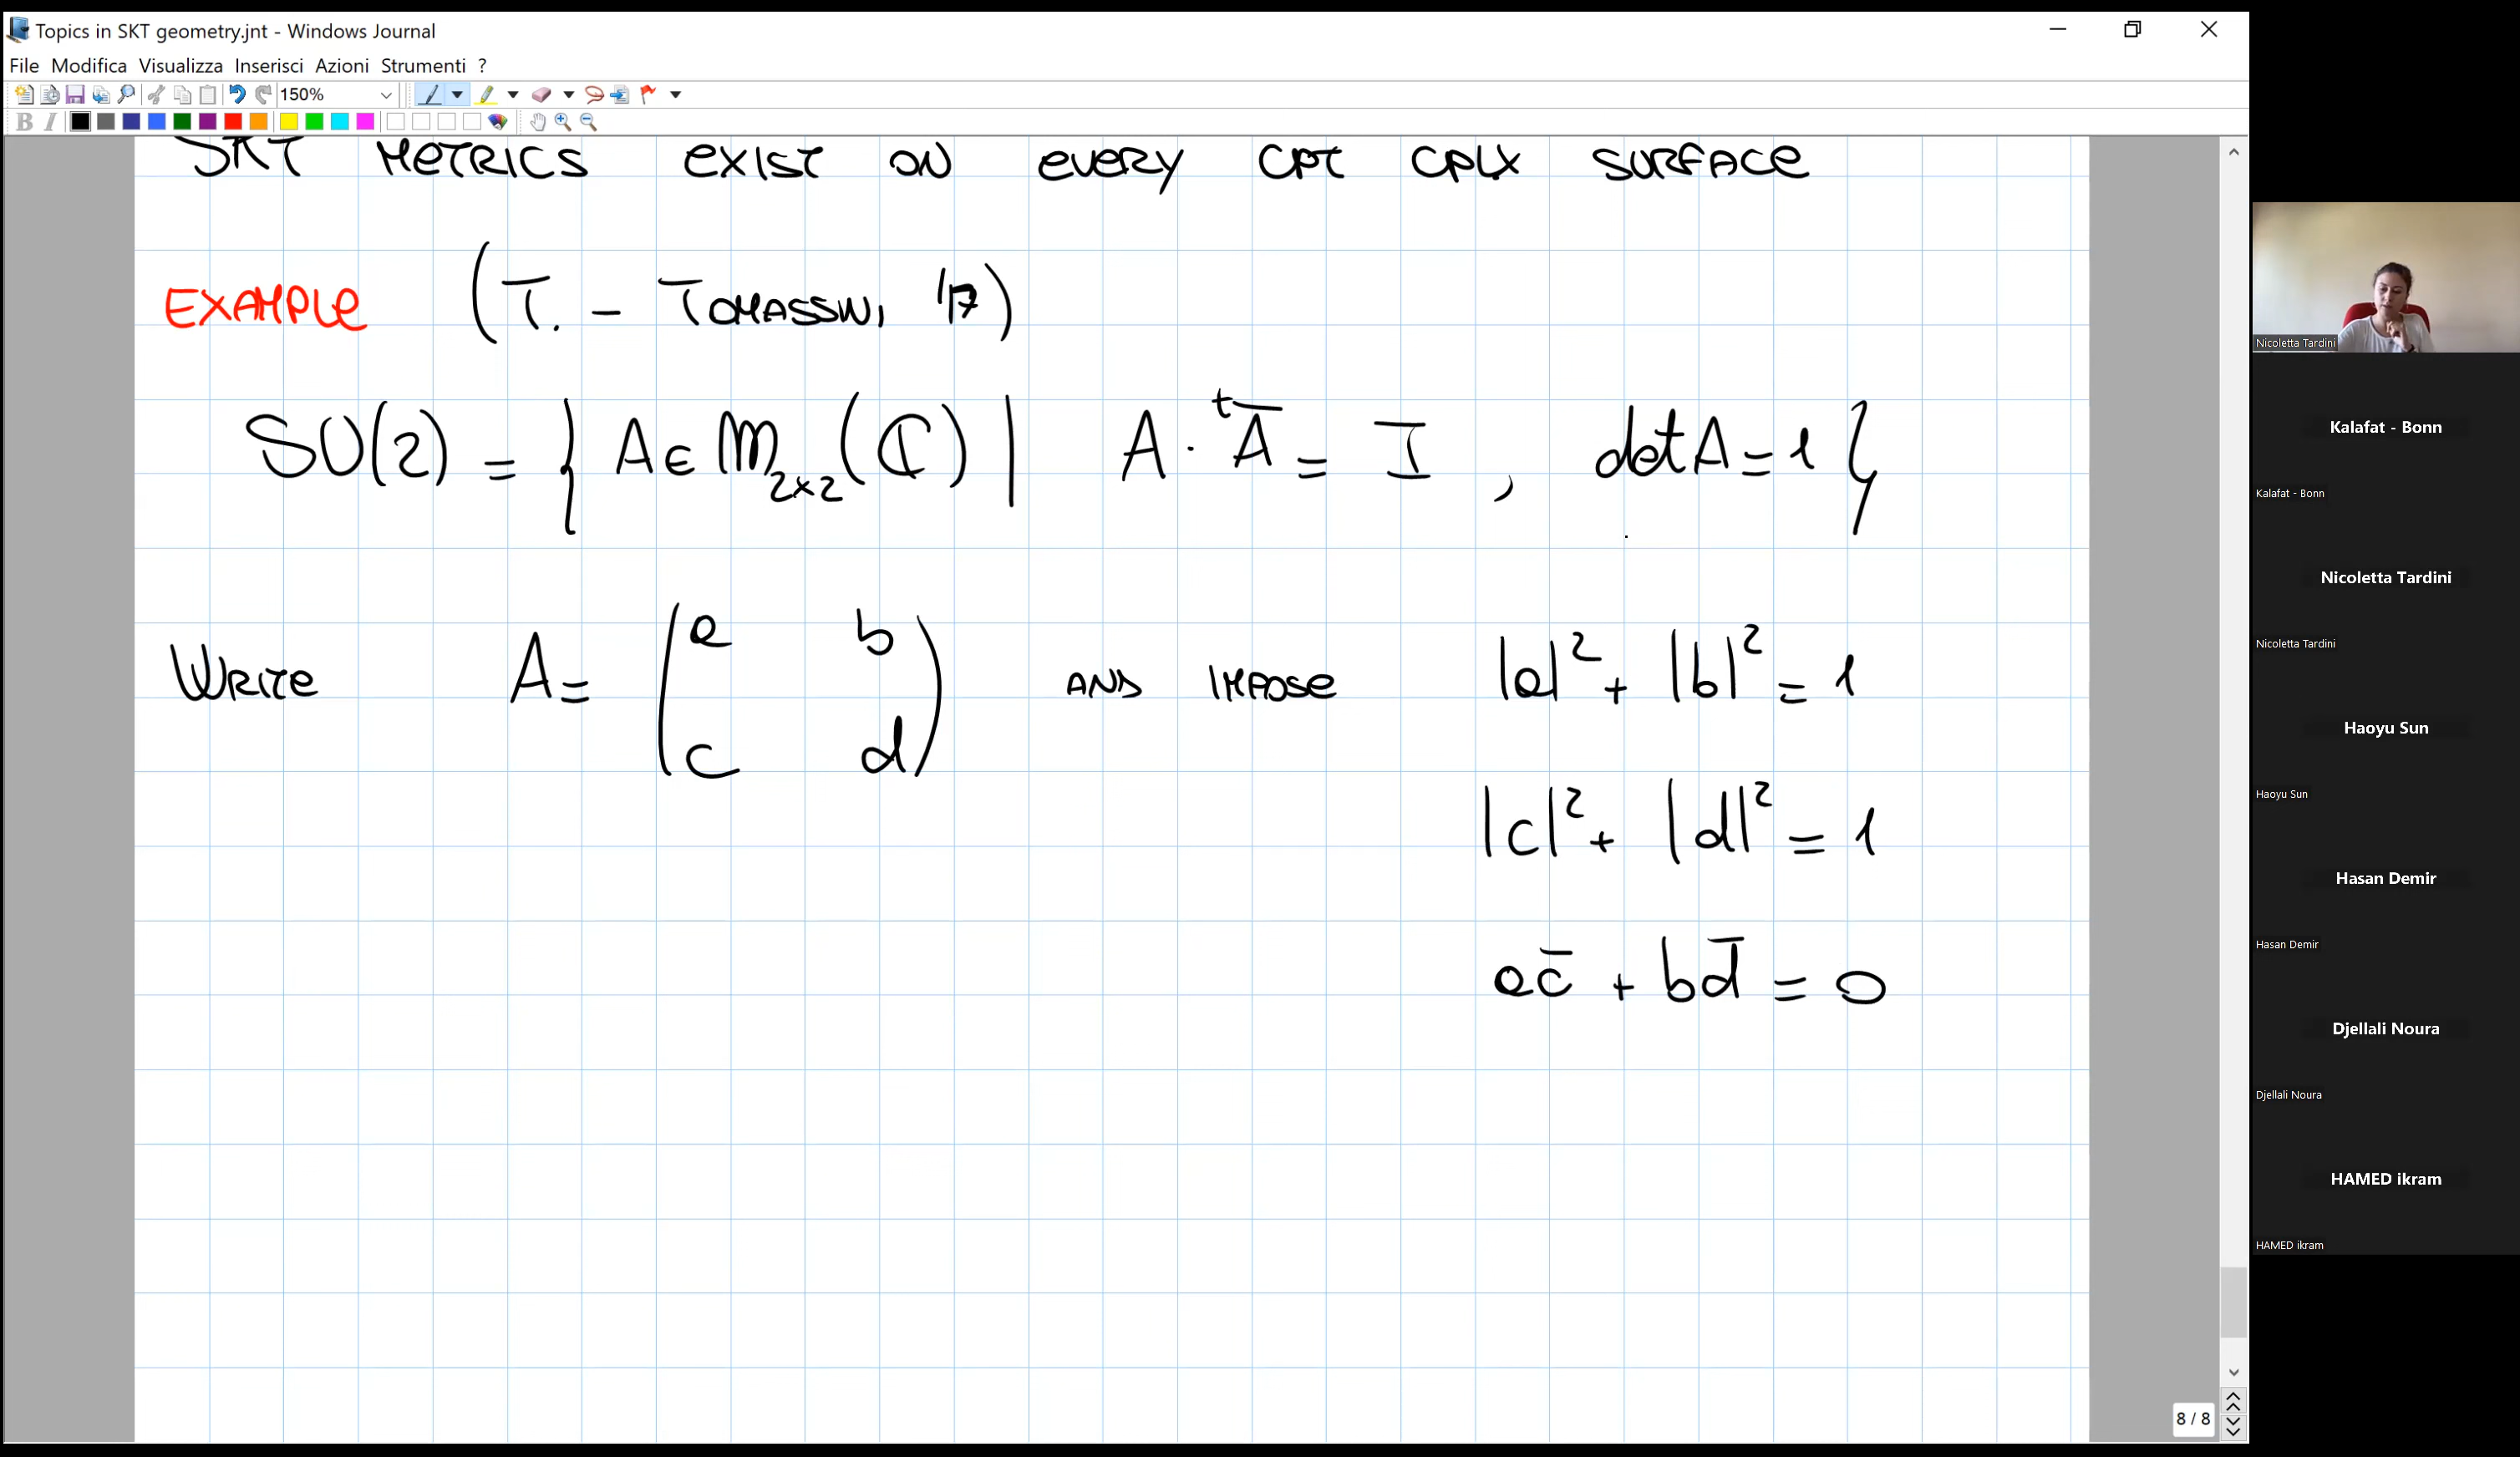 Topics in SKT geometry.jnt - Windows Journal
File Modifica Visualizza Inserisci Azioni Strumenti ?
150%
B I
SKT METRICS EXIST ON EVERY CPT CPLX SURFACE
EXAMPLE (T. - TOMASSINI '17)
SU(2) = { A ∈ M₂ₓ₂(ℂ) | A · ᵗA̅ = I , det A = 1 }
WRITE A = (a b
c d) AND IMPOSE |a|² + |b|² = 1
|c|² + |d|² = 1
ac̅ + bd̅ = 0
8 / 8
Nicoletta Tardini
Kalafat - Bonn
Kalafat - Bonn
Nicoletta Tardini
Nicoletta Tardini
Haoyu Sun
Haoyu Sun
Hasan Demir
Hasan Demir
Djellali Noura
Djellali Noura
HAMED ikram
HAMED ikram